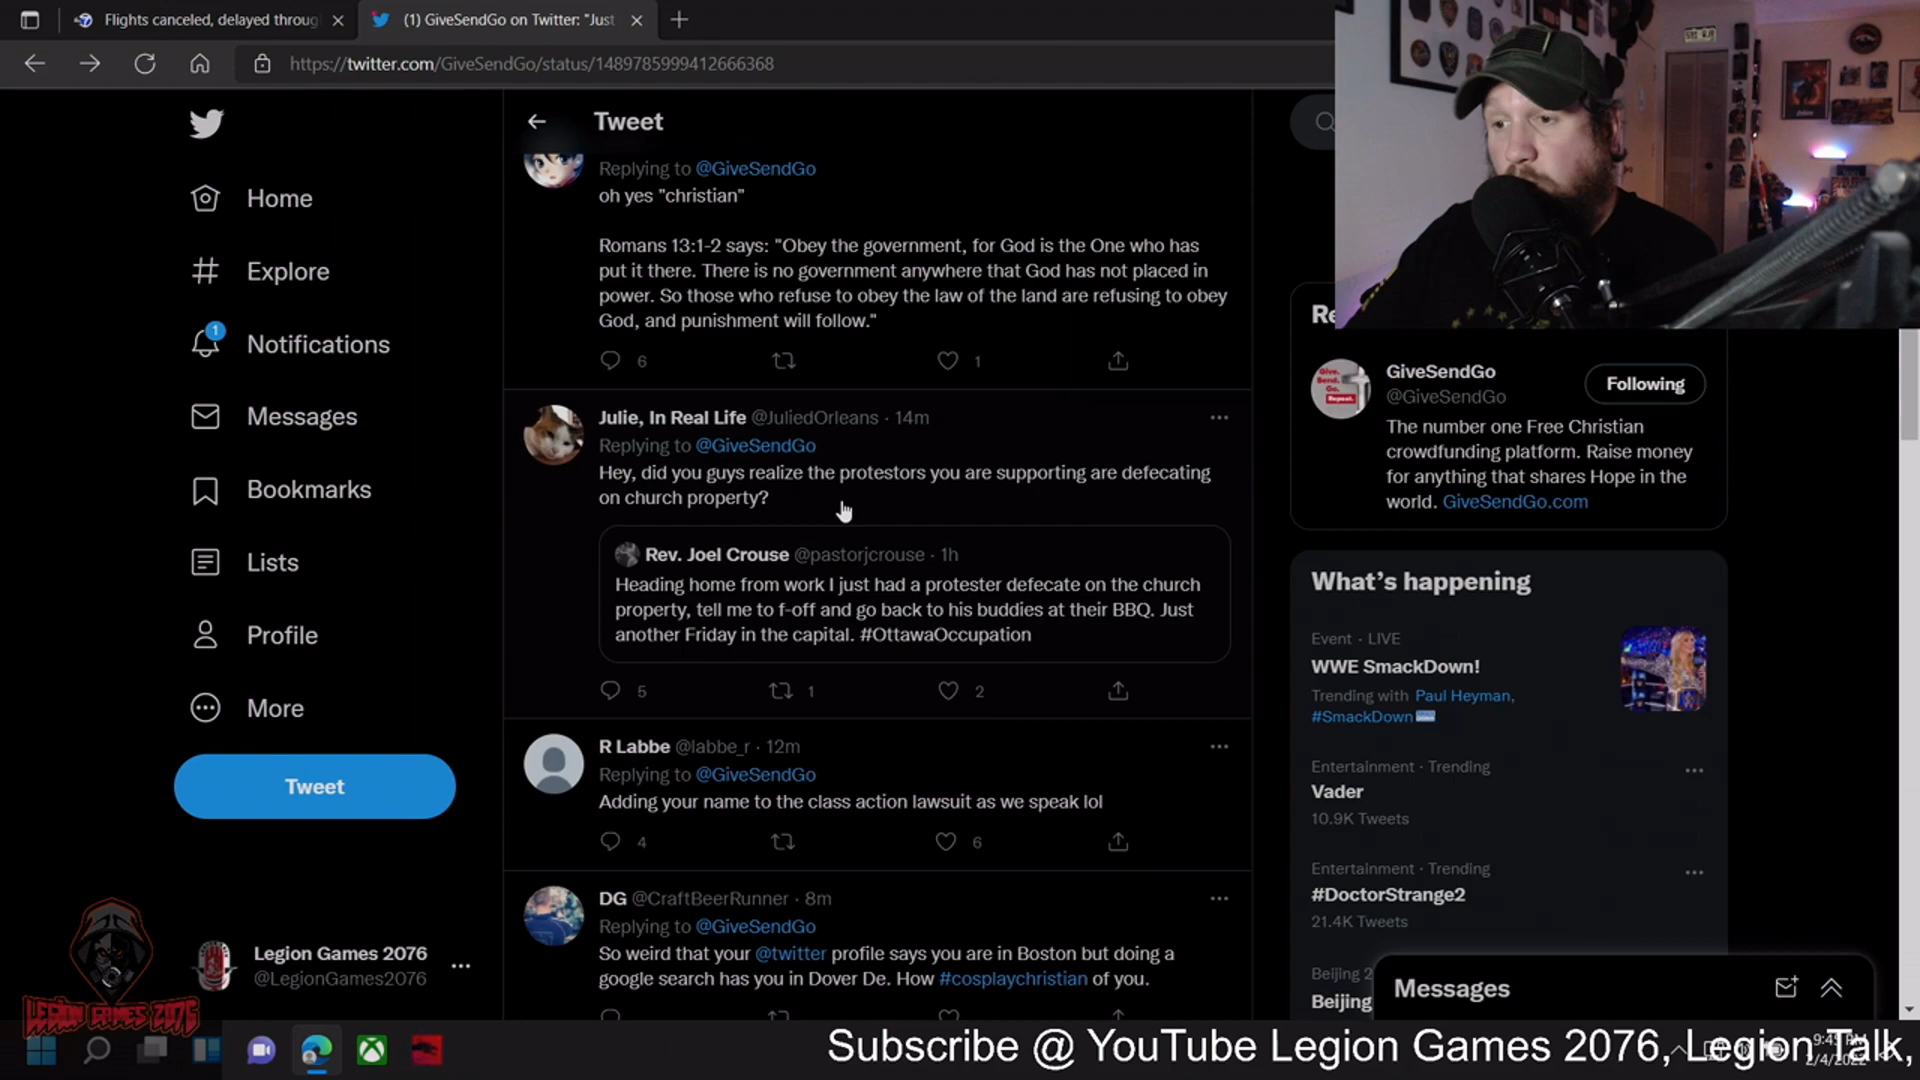 Flights canceled, delayed throug
(1) GiveSendGo on Twitter: "Just
https://twitter.com/GiveSendGo/status/1489785999412666368
Home
Explore
1
Notifications
Messages
Bookmarks
Lists
Profile
More
Tweet
Legion Games 2076
@LegionGames2076
LEGION GAMES 2076
Tweet
Replying to @GiveSendGo
oh yes "christian"
Romans 13:1-2 says: "Obey the government, for God is the One who has
put it there. There is no government anywhere that God has not placed in
power. So those who refuse to obey the law of the land are refusing to obey
God, and punishment will follow."
6 1
Julie, In Real Life @JuliedOrleans · 14m
Replying to @GiveSendGo
Hey, did you guys realize the protestors you are supporting are defecating
on church property?
Rev. Joel Crouse @pastorjcrouse · 1h
Heading home from work I just had a protester defecate on the church
property, tell me to f-off and go back to his buddies at their BBQ. Just
another Friday in the capital. #OttawaOccupation
5 1 2
R Labbe @labbe_r · 12m
Replying to @GiveSendGo
Adding your name to the class action lawsuit as we speak lol
4 6
DG @CraftBeerRunner · 8m
Replying to @GiveSendGo
So weird that your @twitter profile says you are in Boston but doing a
google search has you in Dover De. How #cosplaychristian of you.
Re
Give.
Send.
Go.
Repeat.
GiveSendGo
@GiveSendGo
Following
The number one Free Christian
crowdfunding platform. Raise money
for anything that shares Hope in the
world. GiveSendGo.com
What's happening
Event · LIVE
WWE SmackDown!
Trending with Paul Heyman,
#SmackDown
Entertainment · Trending
Vader
10.9K Tweets
Entertainment · Trending
#DoctorStrange2
21.4K Tweets
Beijing 2
Beijing
Messages
Subscribe @ YouTube Legion Games 2076, Legion Talk,